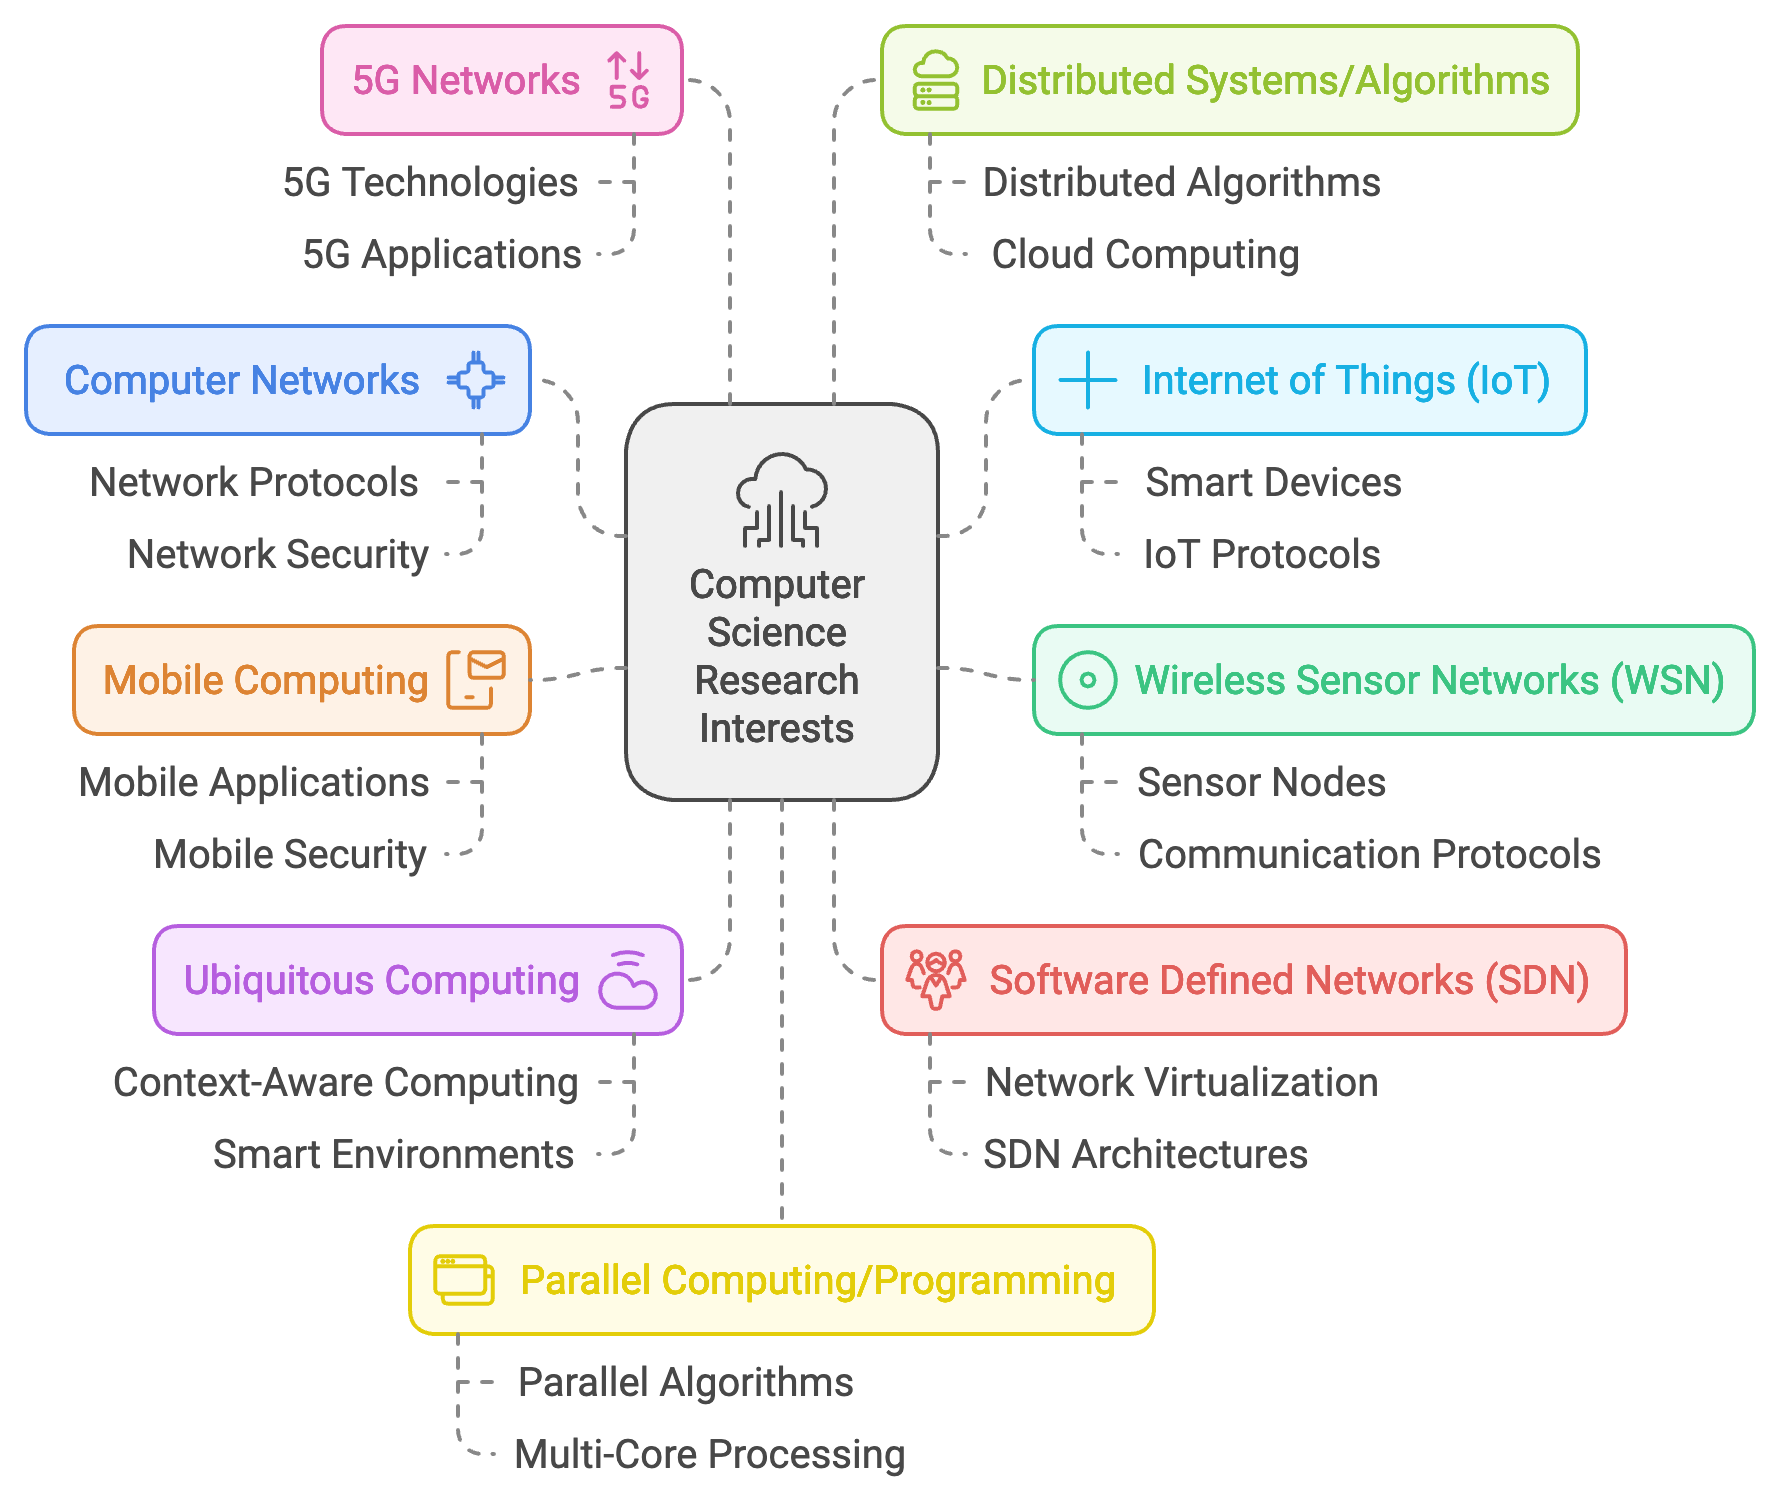 5G Networks
5G
5G Technologies
5G Applications
Distributed Systems/Algorithms
Distributed Algorithms
Cloud Computing
Computer Networks
Network Protocols
Network Security
Internet of Things (IoT)
Smart Devices
IoT Protocols
Computer
Science
Research
Interests
Mobile Computing
Mobile Applications
Mobile Security
Wireless Sensor Networks (WSN)
Sensor Nodes
Communication Protocols
Ubiquitous Computing
Context-Aware Computing
Smart Environments
Software Defined Networks (SDN)
Network Virtualization
SDN Architectures
Parallel Computing/Programming
Parallel Algorithms
Multi-Core Processing